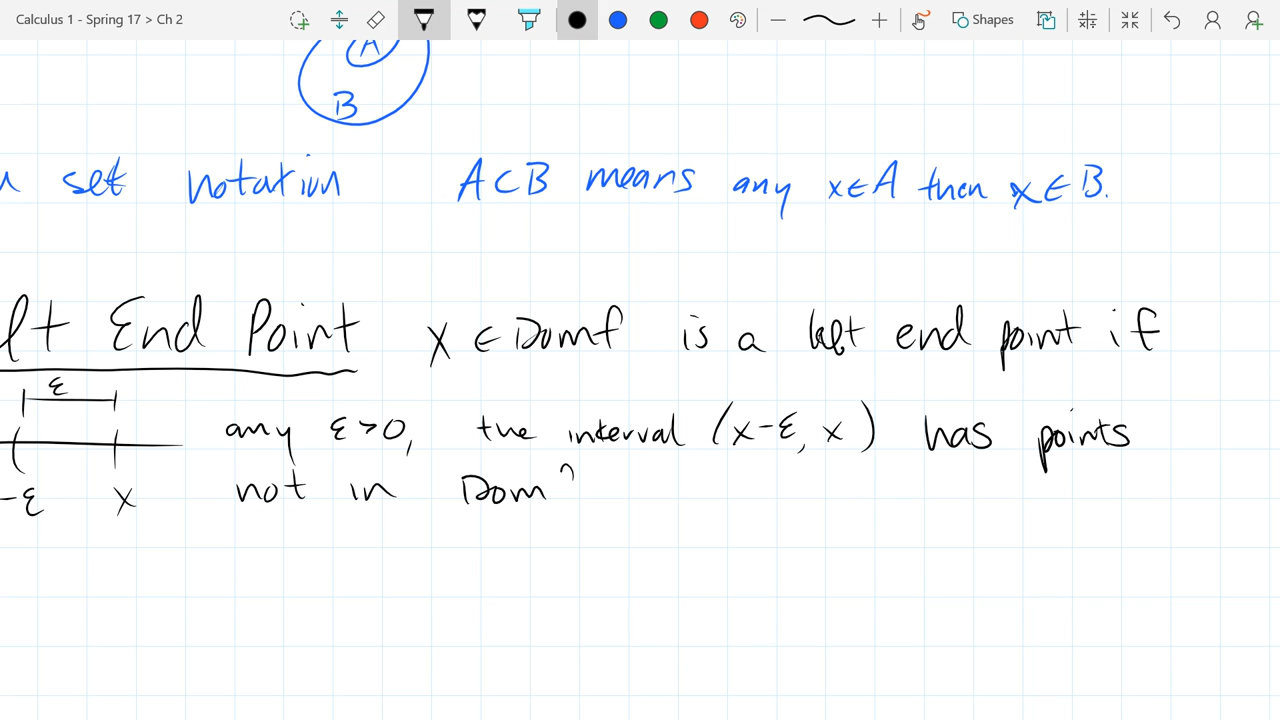 Calculus 1 - Spring 17 > Ch 2
Shapes
A
B
set notation A⊂B means any x∈A then x∈B.
End Point x ∈ Dom f is a left end point if
ε
any ε>0, the interval (x-ε, x) has points
-ε x not in Dom